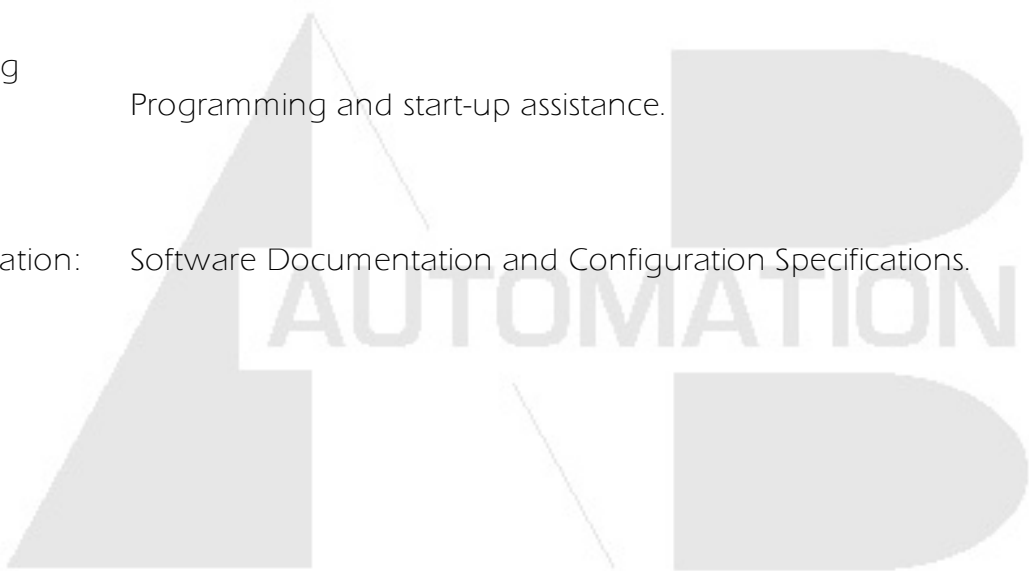 g
Programming and start-up assistance.
ation: Software Documentation and Configuration Specifications.
AUTOMATION